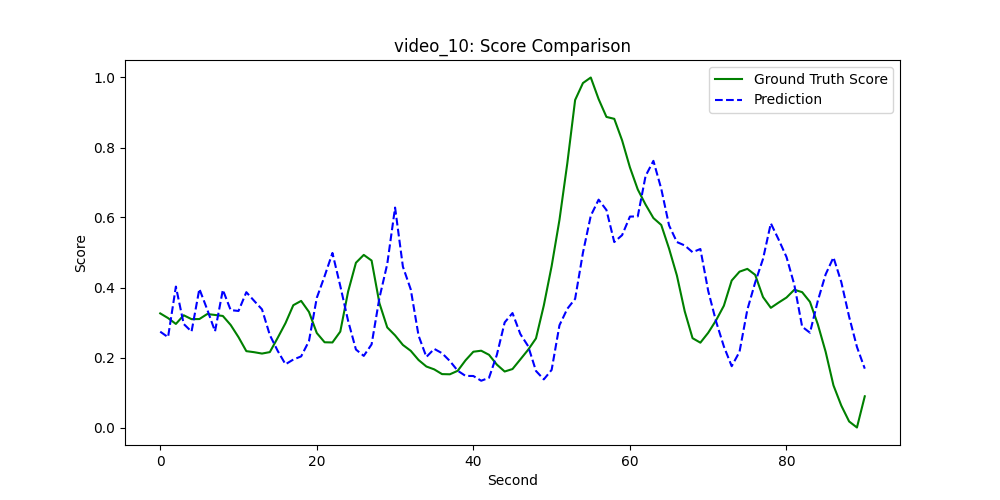 video_10: Score Comparison
Ground Truth Score
Prediction
Score
1.0
0.8
0.6
0.4
0.2
0.0
0 20 40 60 80
Second